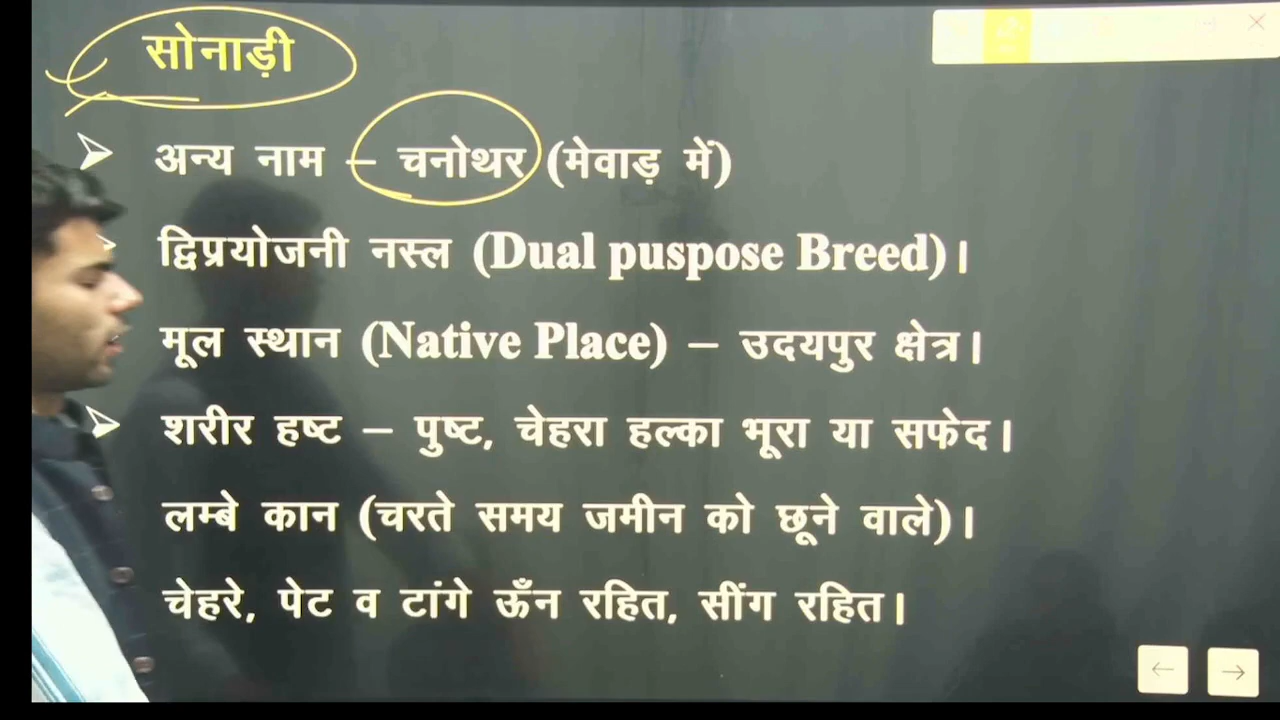 सोनाड़ी
अन्य नाम – चनोथर (मेवाड़ में)
द्विप्रयोजनी नस्ल (Dual puspose Breed)।
मूल स्थान (Native Place) – उदयपुर क्षेत्र।
शरीर हष्ट – पुष्ट, चेहरा हल्का भूरा या सफेद।
लम्बे कान (चरते समय जमीन को छूने वाले)।
चेहरे, पेट व टांगे ऊँन रहित, सींग रहित।